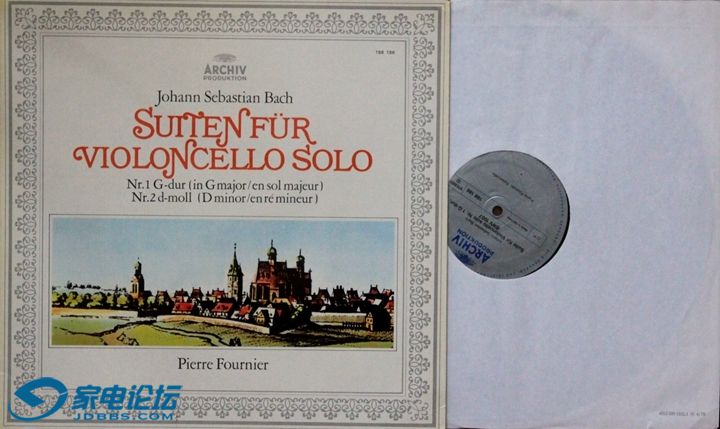 198 186
ARCHIV
PRODUKTION
Johann Sebastian Bach
SUITEN FÜR
VIOLONCELLO SOLO
Nr.1 G-dur (in G major/en sol majeur)
Nr.2 d-moll (D minor/en ré mineur)
Pierre Fournier
家电论坛
JDBBS.COM
ARCHIV
PRODUKTION